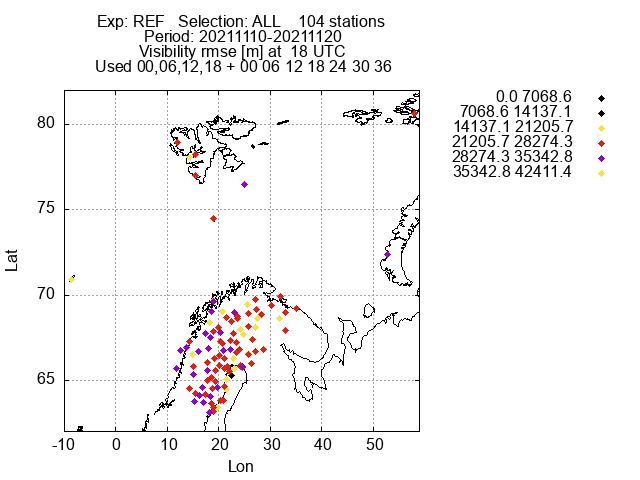 Exp: REF   Selection: ALL    104 stations
Period: 20211110-20211120
Visibility rmse [m] at  18 UTC
Used 00,06,12,18 + 00 06 12 18 24 30 36
0.0 7068.6
7068.6 14137.1
14137.1 21205.7
21205.7 28274.3
28274.3 35342.8
35342.8 42411.4
80
75
70
65
Lat
-10 0 10 20 30 40 50
Lon